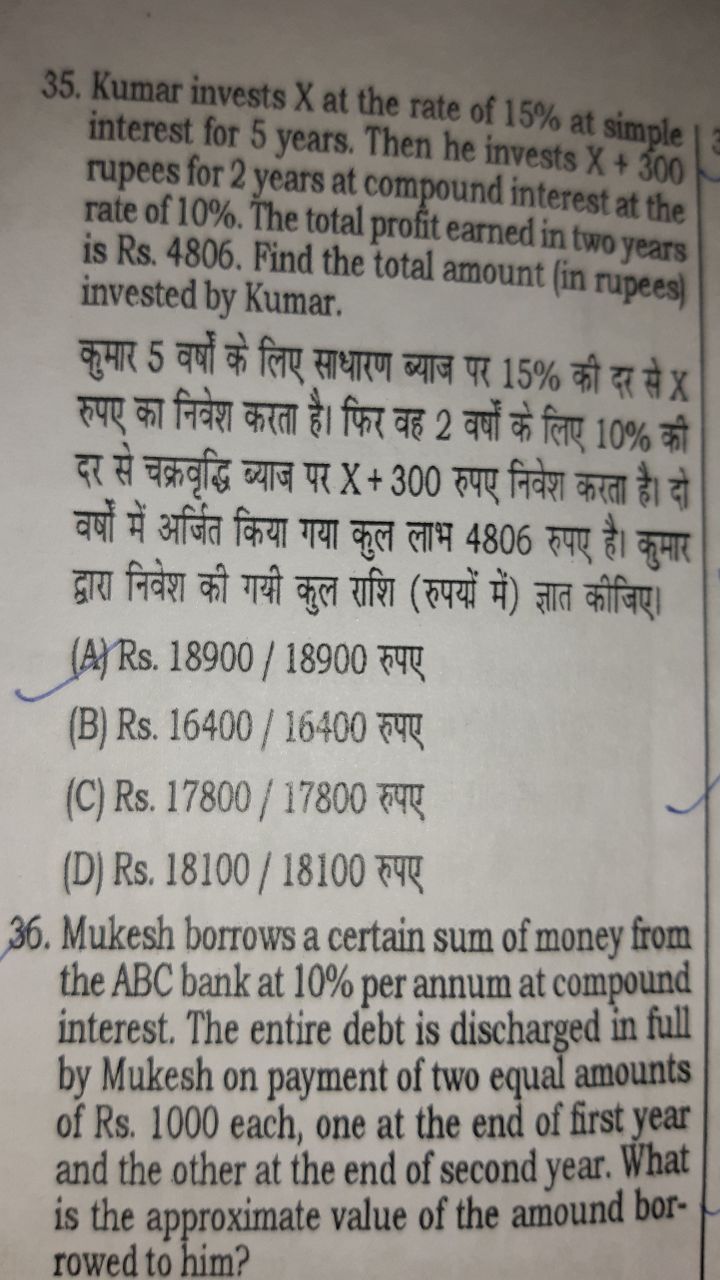 35. Kumar invests X at the rate of 15% at simple
interest for 5 years. Then he invests X + 300
rupees for 2 years at compound interest at the
rate of 10%. The total profit earned in two years
is Rs. 4806. Find the total amount (in rupees)
invested by Kumar.
कुमार 5 वर्षों के लिए साधारण ब्याज पर 15% की दर से X
रुपए का निवेश करता है। फिर वह 2 वर्षों के लिए 10% की
दर से चक्रवृद्धि ब्याज पर X + 300 रुपए निवेश करता है। दो
वर्षों में अर्जित किया गया कुल लाभ 4806 रुपए है। कुमार
द्वारा निवेश की गयी कुल राशि (रुपयों में) ज्ञात कीजिए।
(A) Rs. 18900 / 18900 रुपए
(B) Rs. 16400 / 16400 रुपए
(C) Rs. 17800 / 17800 रुपए
(D) Rs. 18100 / 18100 रुपए
36. Mukesh borrows a certain sum of money from
the ABC bank at 10% per annum at compound
interest. The entire debt is discharged in full
by Mukesh on payment of two equal amounts
of Rs. 1000 each, one at the end of first year
and the other at the end of second year. What
is the approximate value of the amound bor-
rowed to him?